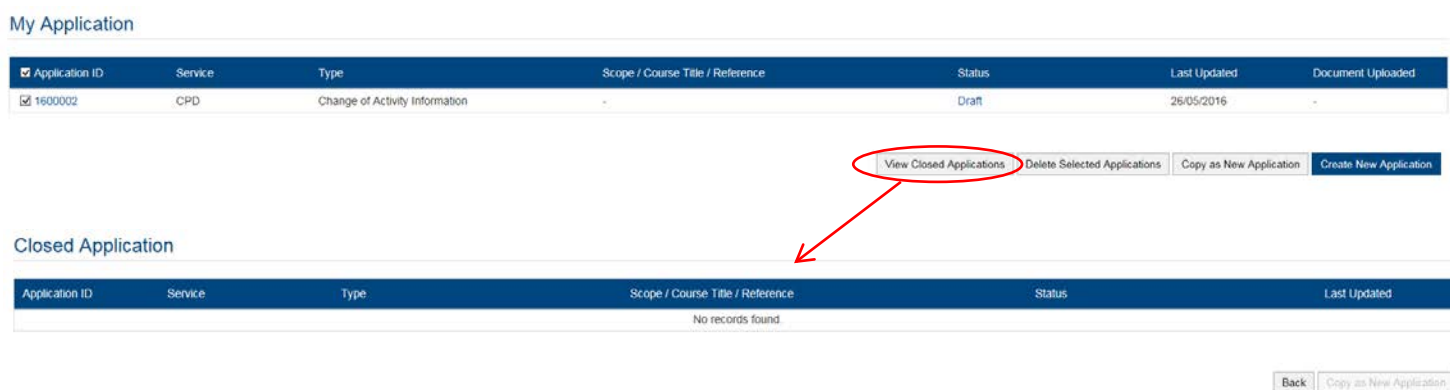 My Application
Application ID Service Type Scope / Course Title / Reference Status Last Updated Document Uploaded
1600002 CPD Change of Activity Information - Draft 26/05/2016 -
View Closed Applications Delete Selected Applications Copy as New Application Create New Application
Closed Application
Application ID Service Type Scope / Course Title / Reference Status Last Updated
No records found
Back Copy as New Application